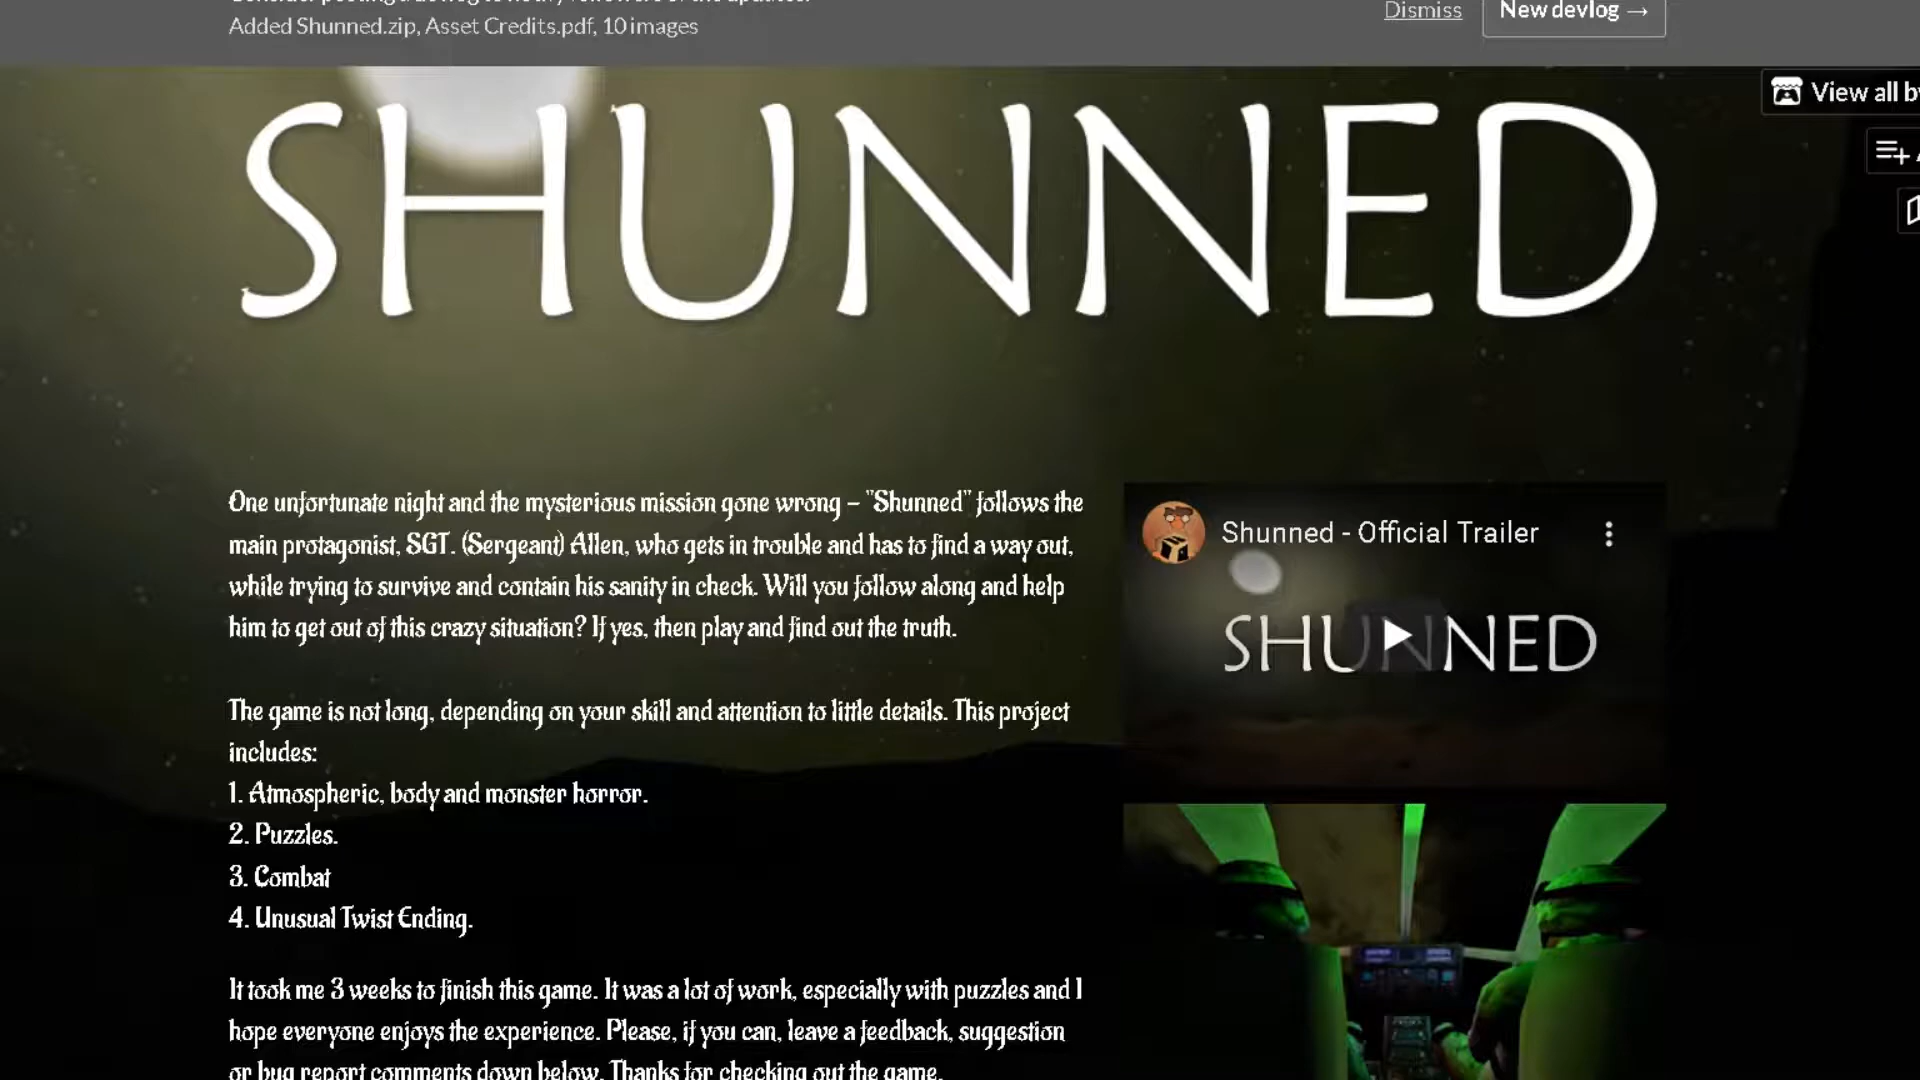 Added Shunned.zip, Asset Credits.pdf, 10 images
Dismiss
New devlog →
SHUNNED
View all by
One unfortunate night and the mysterious mission gone wrong – "Shunned" follows the
main protagonist, SGT. (Sergeant) Allen, who gets in trouble and has to find a way out,
while trying to survive and contain his sanity in check. Will you follow along and help
him to get out of this crazy situation? If yes, then play and find out the truth.
The game is not long, depending on your skill and attention to little details. This project
includes:
1. Atmospheric, body and monster horror.
2. Puzzles.
3. Combat
4. Unusual Twist Ending.
It took me 3 weeks to finish this game. It was a lot of work, especially with puzzles and I
hope everyone enjoys the experience. Please, if you can, leave a feedback, suggestion
or bug report comments down below. Thanks for checking out the game.
Shunned - Official Trailer
SHUNNED